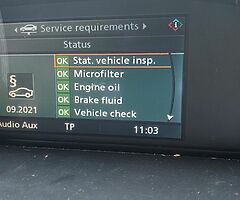 Service requirements
Status
OK Stat. vehicle insp.
OK Microfilter
OK Engine oil
OK Brake fluid
OK Vehicle check
§
09.2021
Audio Aux TP 11:03